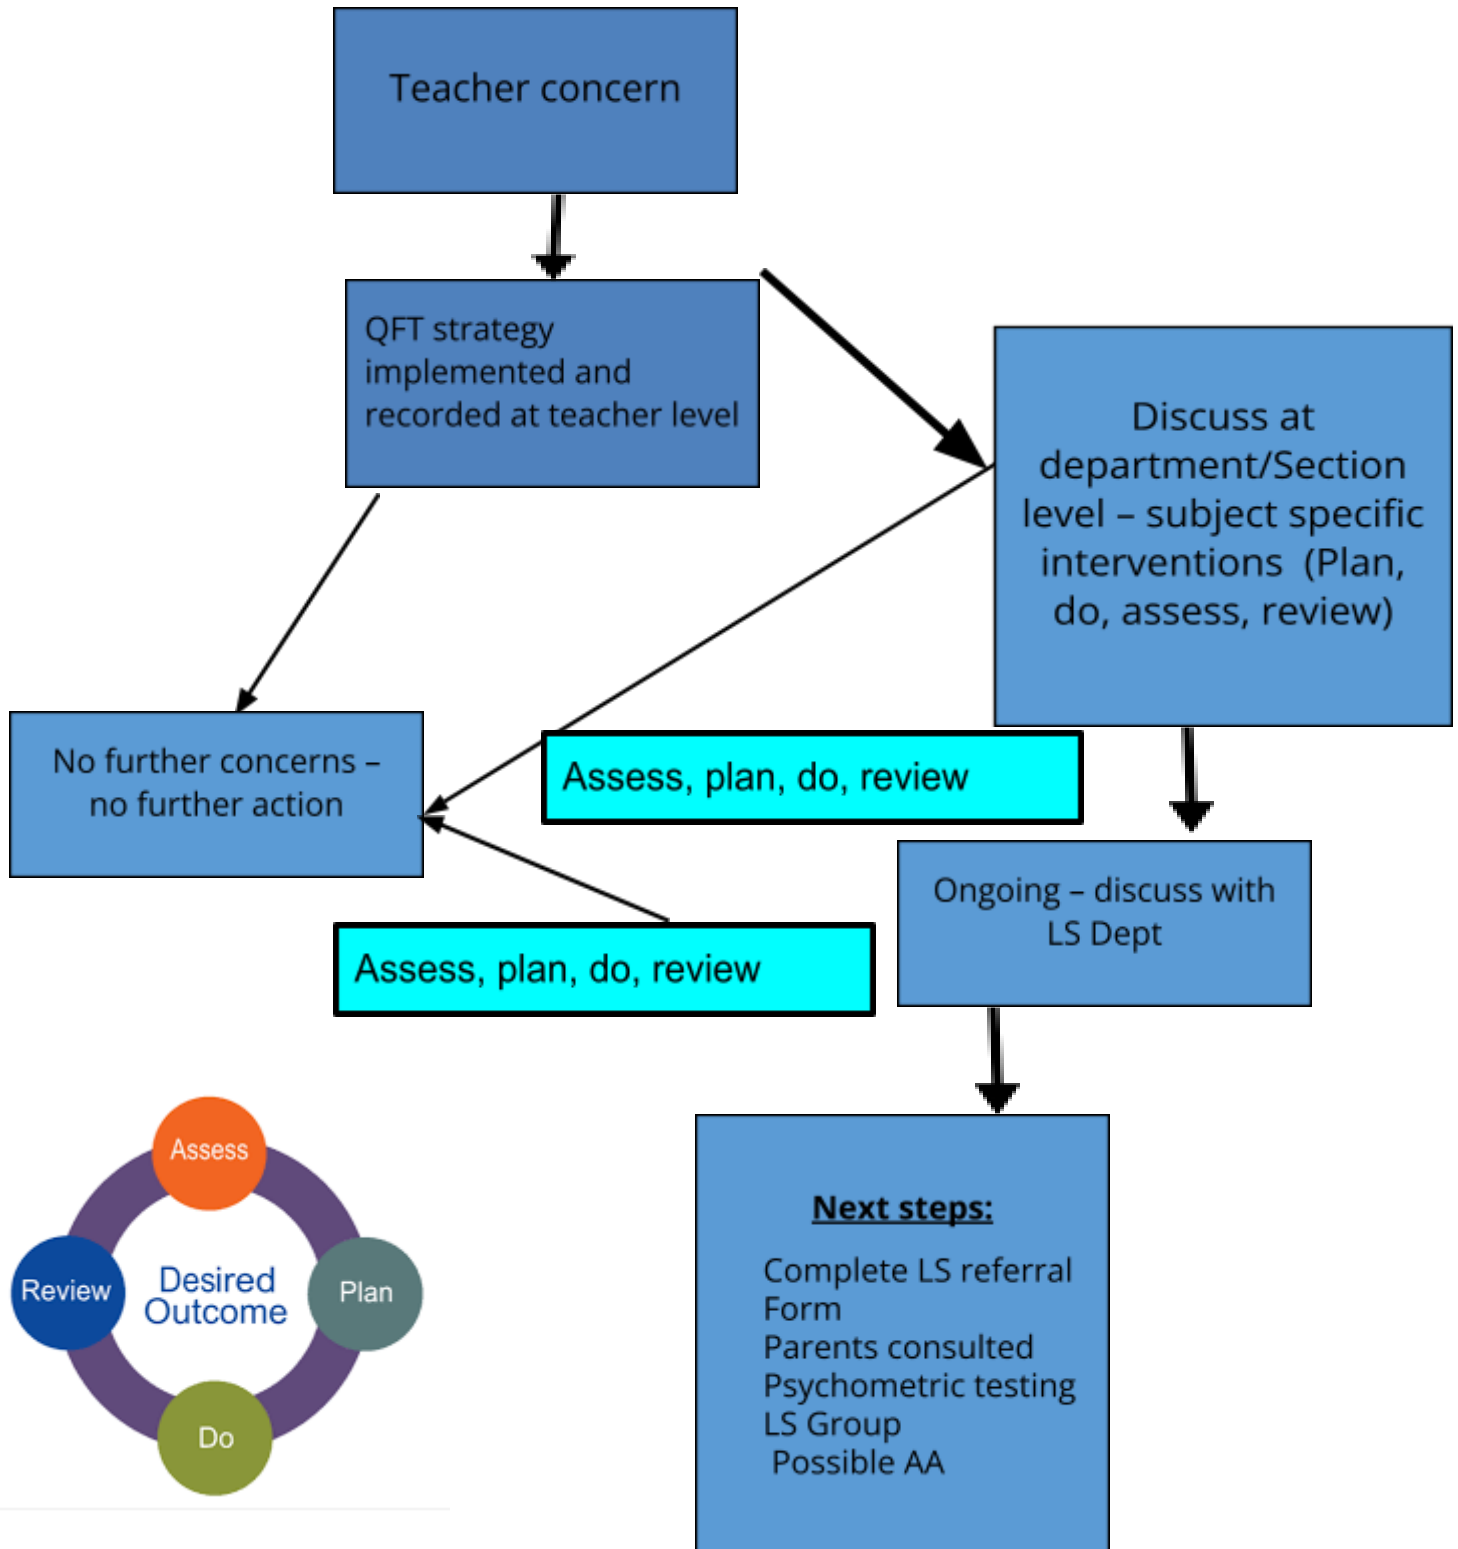 Teacher concern
QFT strategy
implemented and
recorded at teacher level
Discuss at
department/Section
level – subject specific
interventions  (Plan,
do, assess, review)
No further concerns –
no further action
Assess, plan, do, review
Ongoing – discuss with
LS Dept
Assess, plan, do, review
Next steps:
Complete LS referral
Form
Parents consulted
Psychometric testing
LS Group
Possible AA
Assess
Review
Desired
Outcome
Plan
Do